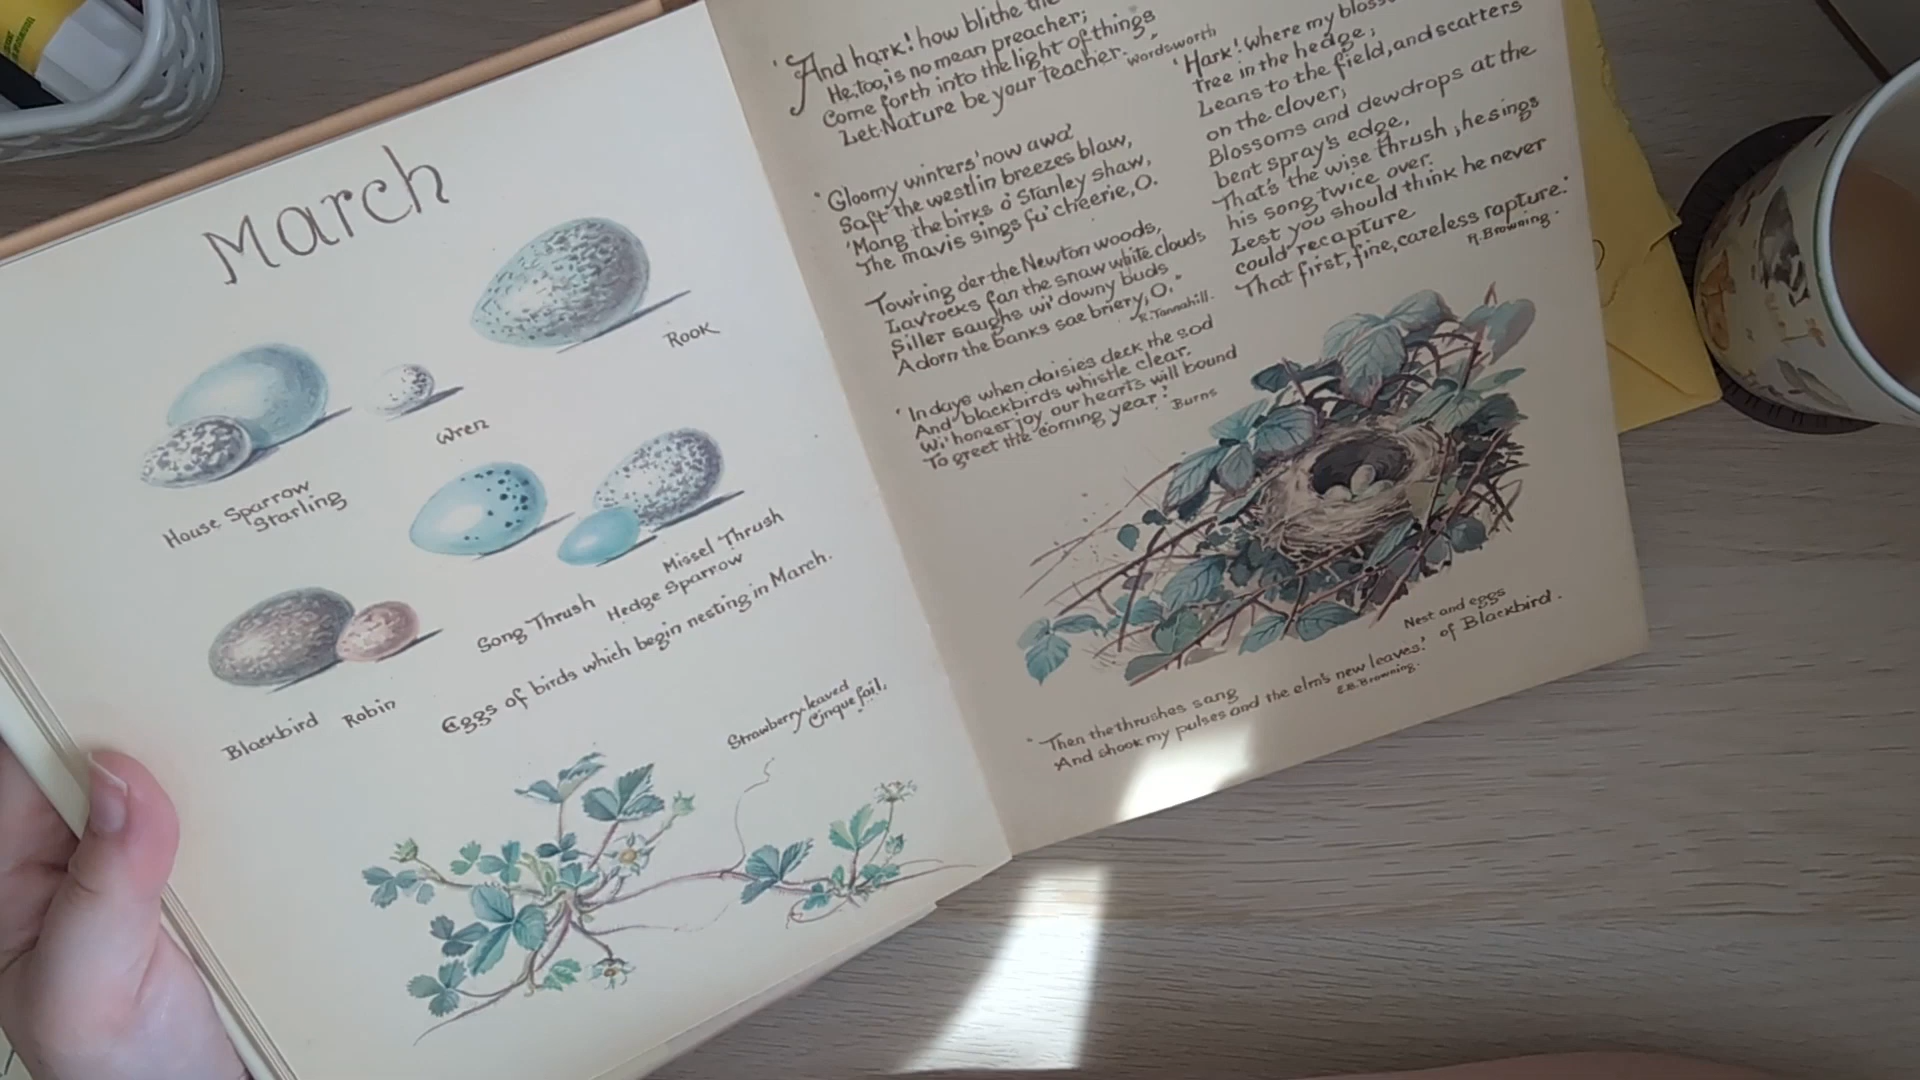 March
Rook
Wren
House Sparrow
Starling
Missel Thrush
Hedge Sparrow
Song Thrush
Blackbird
Robin
Eggs of birds which begin nesting in March.
Strawberry-leaved
Cinquefoil.
'And hark! how blithe the
He, too, is no mean preacher;
Come forth into the light of things
Let Nature be your teacher."
Wordsworth
"Gloomy winters' now awa'
Saft the westlin breezes blaw,
'Mang the birks o' Stanley shaw,
The mavis sings fu' cheerie, O.
Tow'ring o'er the Newton woods,
Lav'rocks fan the snaw white clouds
Siller saughs wi' downy buds
Adorn the banks sae briery, O."
R. Tannahill.
'In days when daisies deck the sod
And blackbirds whistle clear.
Wi' honest joy our hearts will bound
To greet the coming year!'
Burns
'Hark! where my
tree in the hedge,
Leans to the field, and scatters
on the clover,
Blossoms and dewdrops at the
bent spray's edge,
That's the wise thrush, he sings
his song twice over.
Lest you should think he never
could recapture
That first, fine, careless rapture.'
R. Browning.
Nest and eggs
of Blackbird.
"Then the thrushes sang
And shook my pulses and the elm's new leaves."
E.B. Browning.